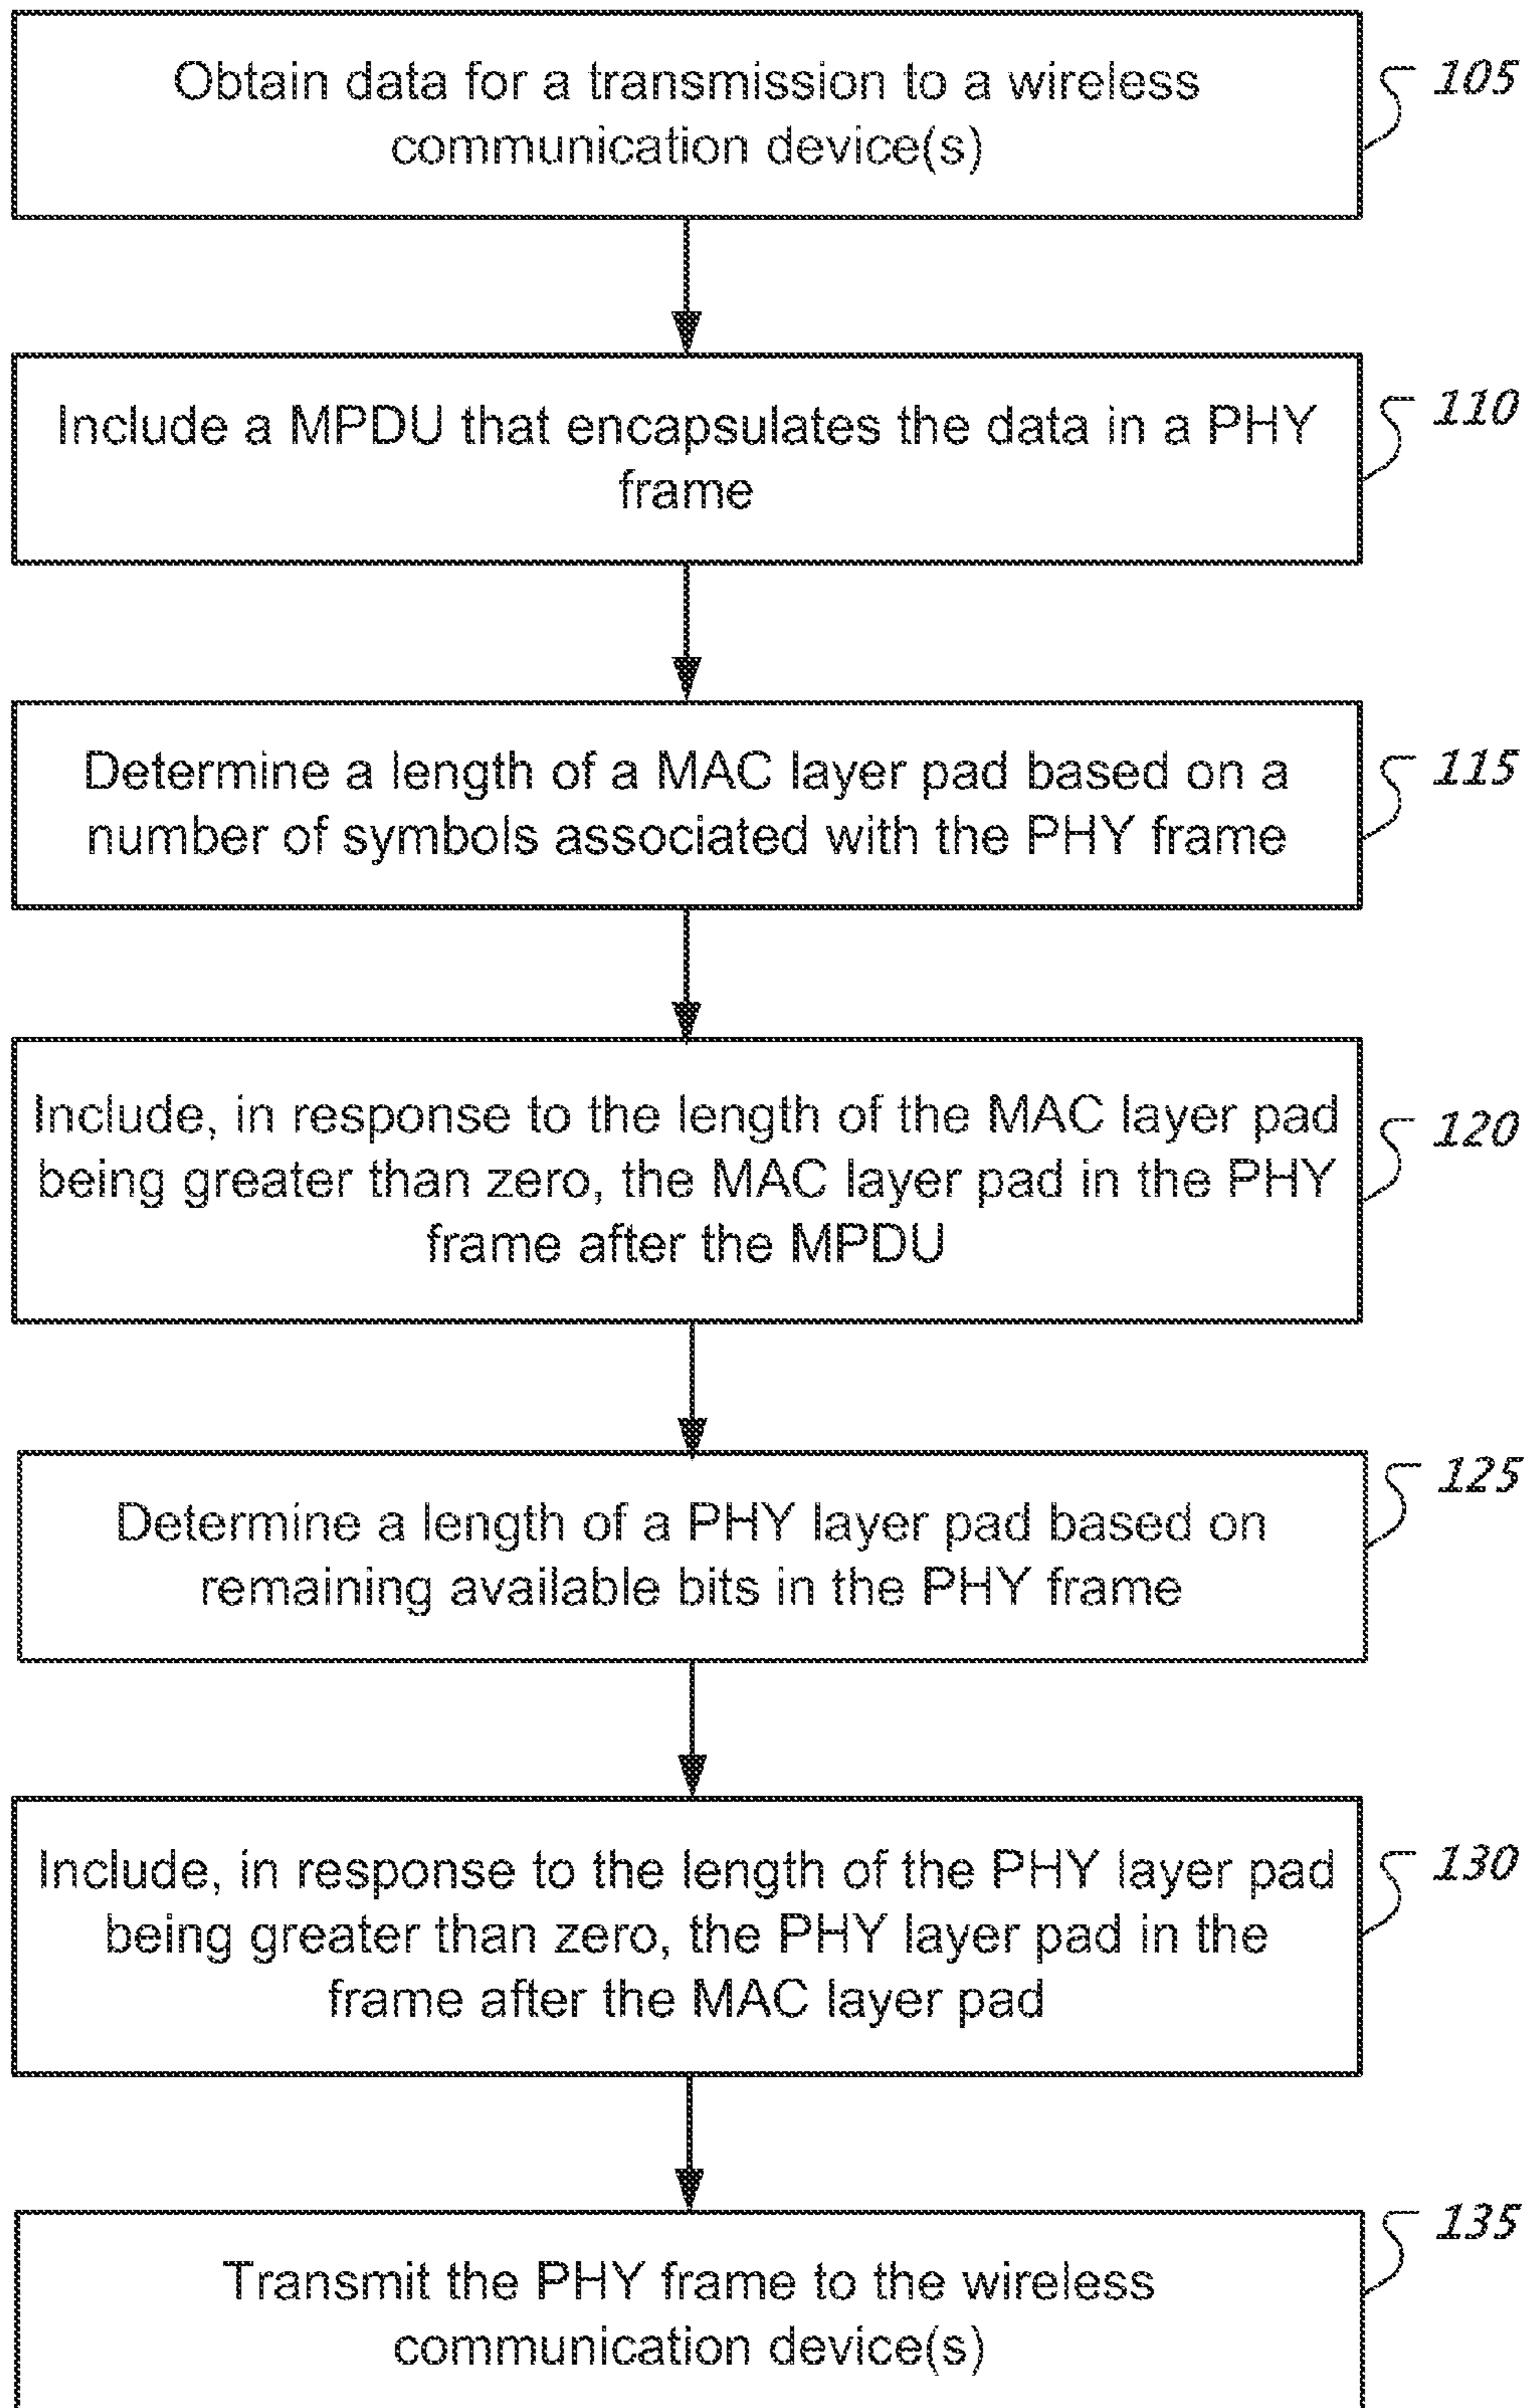 Obtain data for a transmission to a wireless
communication device(s)
105
Include a MPDU that encapsulates the data in a PHY
frame
110
Determine a length of a MAC layer pad based on a
number of symbols associated with the PHY frame
115
Include, in response to the length of the MAC layer pad
being greater than zero, the MAC layer pad in the PHY
frame after the MPDU
120
Determine a length of a PHY layer pad based on
remaining available bits in the PHY frame
125
Include, in response to the length of the PHY layer pad
being greater than zero, the PHY layer pad in the
frame after the MAC layer pad
130
Transmit the PHY frame to the wireless
communication device(s)
135